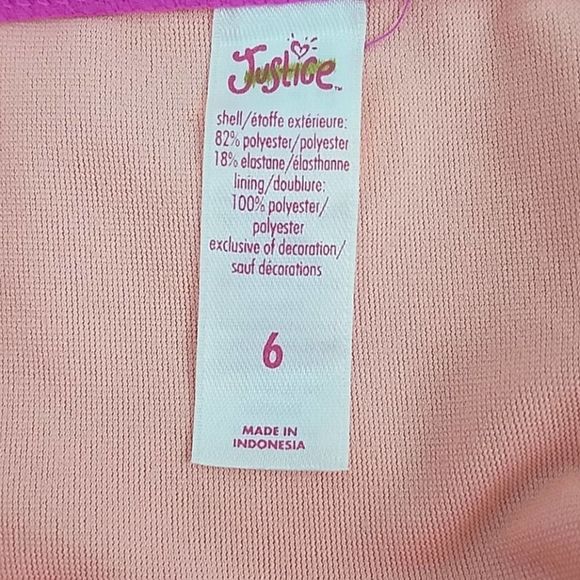 Justice™
shell/étoffe extérieure:
82% polyester/polyester
18% elastane/élasthanne
lining/doublure:
100% polyester/
polyester
exclusive of decoration/
sauf décorations
6
MADE IN
INDONESIA